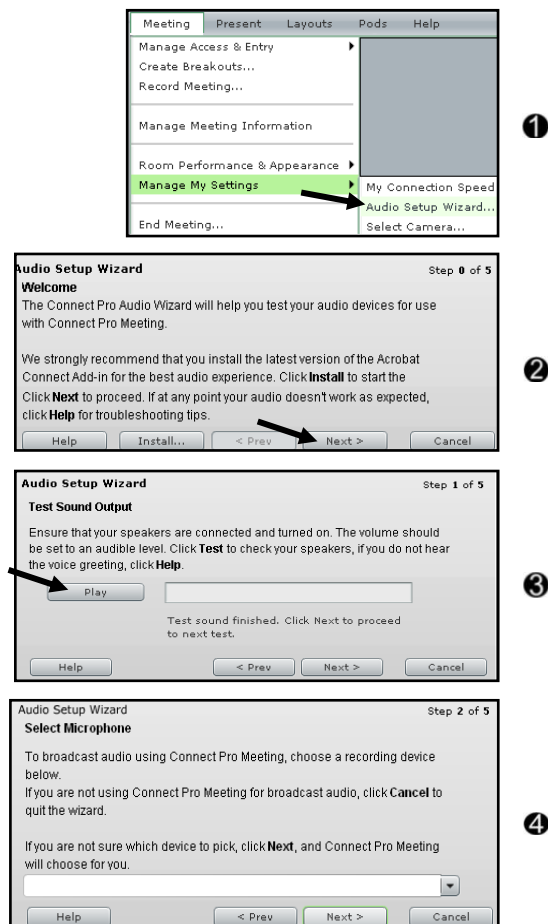 Meeting Present Layouts Pods Help
Manage Access & Entry
Create Breakouts...
Record Meeting...
Manage Meeting Information
Room Performance & Appearance
Manage My Settings
My Connection Speed
Audio Setup Wizard...
End Meeting...
Select Camera...
1
Audio Setup Wizard Step 0 of 5
Welcome
The Connect Pro Audio Wizard will help you test your audio devices for use
with Connect Pro Meeting.
We strongly recommend that you install the latest version of the Acrobat
Connect Add-in for the best audio experience. Click Install to start the
Click Next to proceed. If at any point your audio doesn't work as expected,
click Help for troubleshooting tips.
Help Install... < Prev Next > Cancel
2
Audio Setup Wizard Step 1 of 5
Test Sound Output
Ensure that your speakers are connected and turned on. The volume should
be set to an audible level. Click Test to check your speakers, if you do not hear
the voice greeting, click Help.
Play
Test sound finished. Click Next to proceed
to next test.
Help < Prev Next > Cancel
3
Audio Setup Wizard Step 2 of 5
Select Microphone
To broadcast audio using Connect Pro Meeting, choose a recording device
below.
If you are not using Connect Pro Meeting for broadcast audio, click Cancel to
quit the wizard.
If you are not sure which device to pick, click Next, and Connect Pro Meeting
will choose for you.
Help < Prev Next > Cancel
4